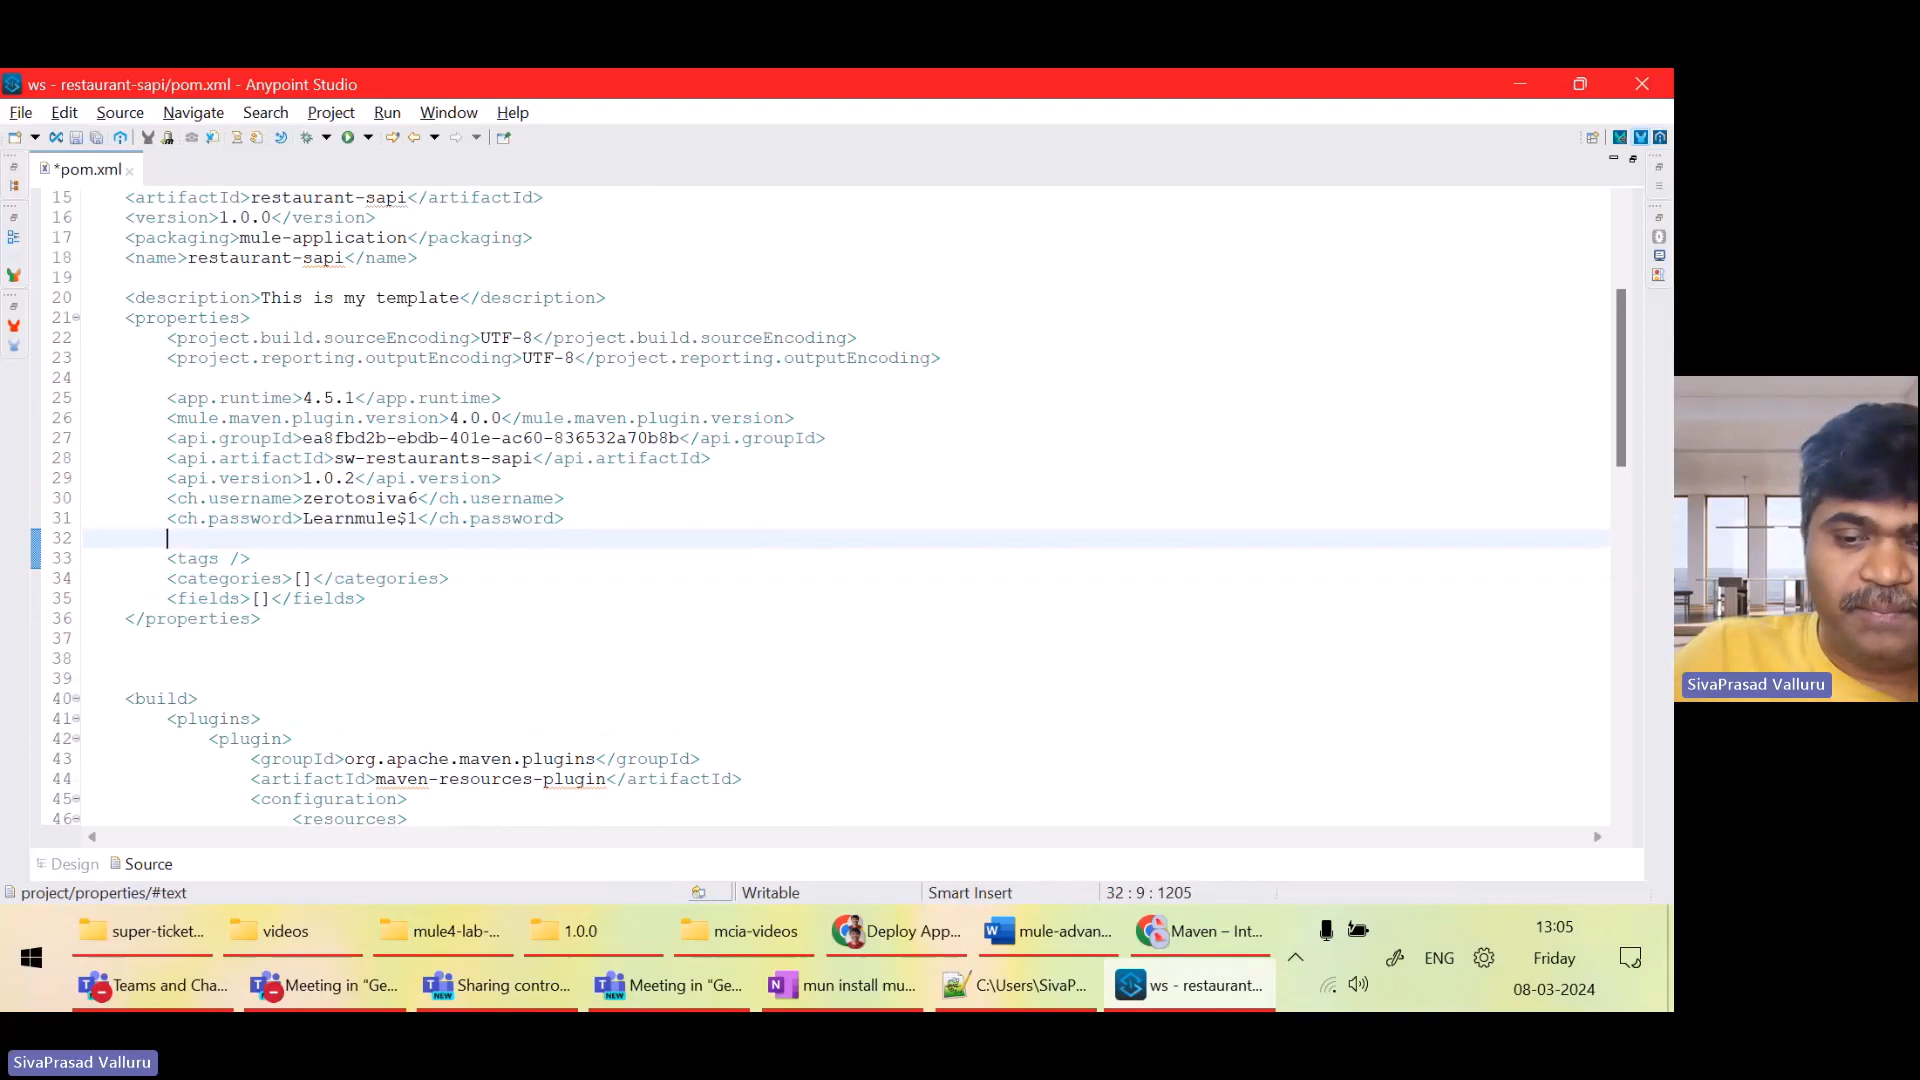 ws - restaurant-sapi/pom.xml - Anypoint Studio
File Edit Source Navigate Search Project Run Window Help
*pom.xml
15 <artifactId>restaurant-sapi</artifactId>
16 <version>1.0.0</version>
17 <packaging>mule-application</packaging>
18 <name>restaurant-sapi</name>
19
20 <description>This is my template</description>
21 <properties>
22 <project.build.sourceEncoding>UTF-8</project.build.sourceEncoding>
23 <project.reporting.outputEncoding>UTF-8</project.reporting.outputEncoding>
24
25 <app.runtime>4.5.1</app.runtime>
26 <mule.maven.plugin.version>4.0.0</mule.maven.plugin.version>
27 <api.groupId>ea8fbd2b-ebdb-401e-ac60-836532a70b8b</api.groupId>
28 <api.artifactId>sw-restaurants-sapi</api.artifactId>
29 <api.version>1.0.2</api.version>
30 <ch.username>zerotosiva6</ch.username>
31 <ch.password>Learnmule$1</ch.password>
32
33 <tags />
34 <categories>[]</categories>
35 <fields>[]</fields>
36 </properties>
37
38
39
40 <build>
41 <plugins>
42 <plugin>
43 <groupId>org.apache.maven.plugins</groupId>
44 <artifactId>maven-resources-plugin</artifactId>
45 <configuration>
46 <resources>
Design Source
project/properties/#text Writable Smart Insert 32 : 9 : 1205
super-ticket... videos mule4-lab-... 1.0.0 mcia-videos Deploy App... mule-advan... Maven – Int...
Teams and Cha... Meeting in "Ge... Sharing contro... Meeting in "Ge... mun install mu... C:\Users\SivaP... ws - restaurant...
ENG
13:05
Friday
08-03-2024
SivaPrasad Valluru
SivaPrasad Valluru